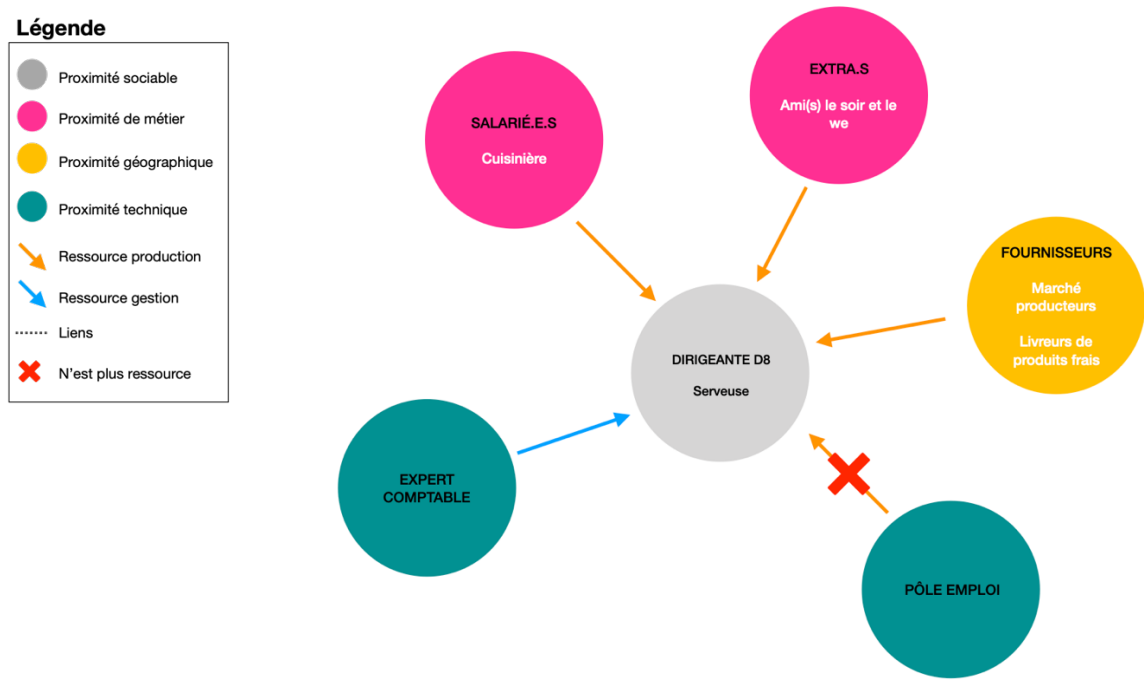 Légende
Proximité sociable
Proximité de métier
Proximité géographique
Proximité technique
Ressource production
Ressource gestion
Liens
N'est plus ressource
SALARIÉ.E.S
Cuisinière
EXTRA.S
Ami(s) le soir et le
we
FOURNISSEURS
Marché
producteurs
Livreurs de
produits frais
DIRIGEANTE D8
Serveuse
EXPERT
COMPTABLE
PÔLE EMPLOI